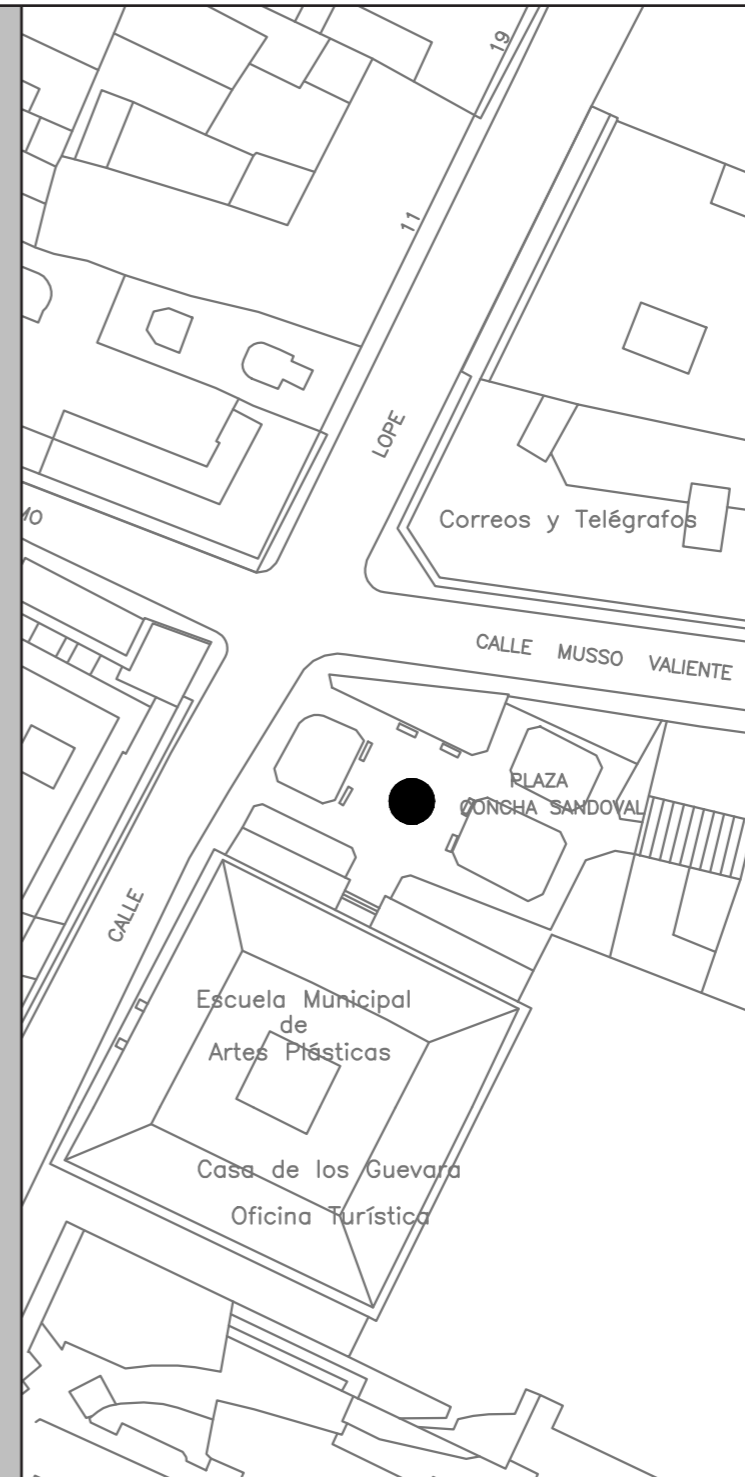 19
11
LOPE
Correos y Telégrafos
CALLE MUSSO VALIENTE
PLAZA
CONCHA SANDOVAL
CALLE
Escuela Municipal
de
Artes Plásticas
Casa de los Guevara
Oficina Turística